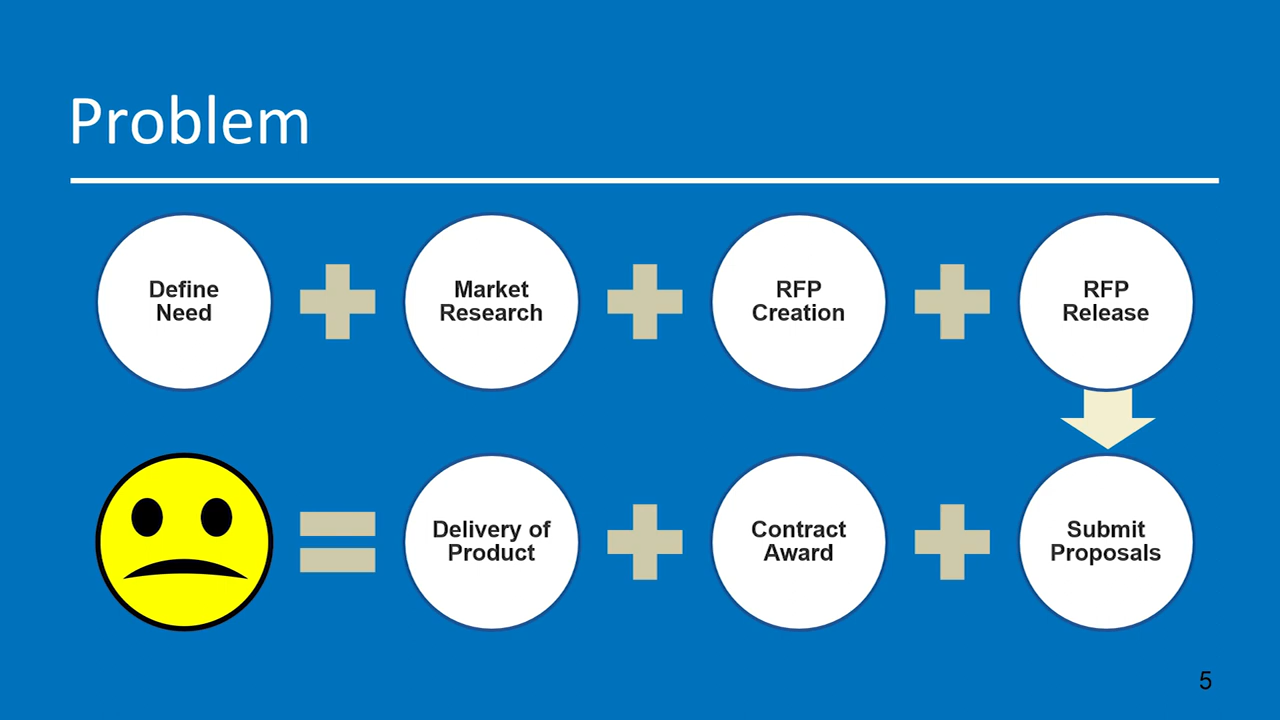 Problem
Define
Need
Market
Research
RFP
Creation
RFP
Release
Delivery of
Product
Contract
Award
Submit
Proposals
5